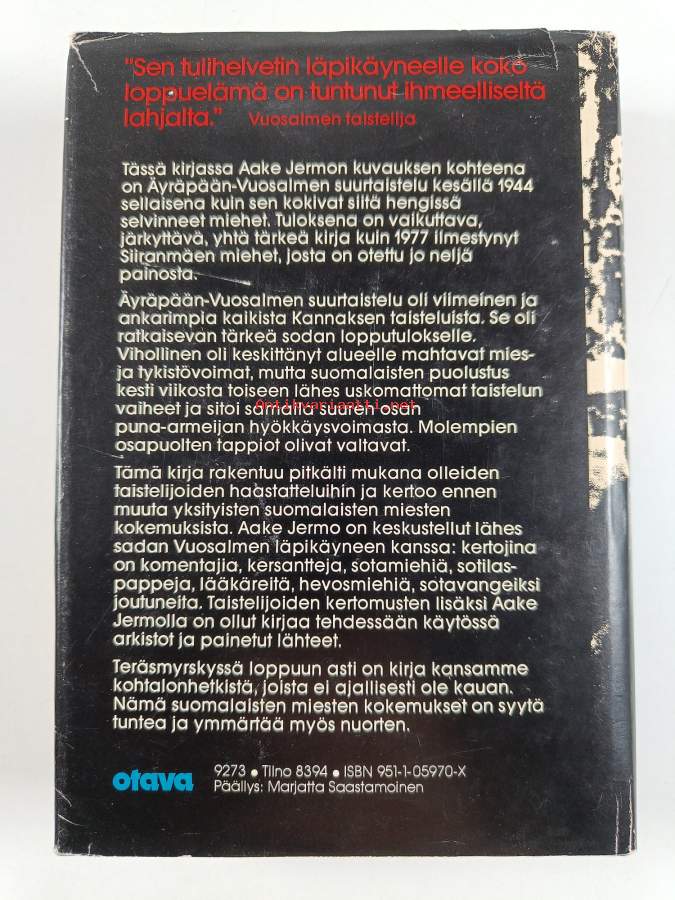 "Sen tulihelvetin läpikäyneelle koko
loppuelämä on tuntunut ihmeelliseltä
lahjalta." Vuosalmen taistelija
Tässä kirjassa Aake Jermon kuvauksen kohteena
on Äyräpään-Vuosalmen suurtaistelu kesällä 1944
sellaisena kuin sen kokivat siitä hengissä
selvinneet miehet. Tuloksena on vaikuttava,
järkyttävä, yhtä tärkeä kirja kuin 1977 ilmestynyt
Siiranmäen miehet, josta on otettu jo neljä
painosta.
Äyräpään-Vuosalmen suurtaistelu oli viimeinen ja
ankarimpia kaikista Kannaksen taisteluista. Se oli
ratkaisevan tärkeä sodan lopputulokselle.
Vihollinen oli keskittänyt alueelle mahtavat mies-
ja tykistövoimat, mutta suomalaisten puolustus
kesti viikosta toiseen lähes uskomattomat taistelun
vaiheet ja sitoi samalla suuren osan
Antikvariaatti.net
puna-armeijan hyökkäysvoimasta. Molempien
osapuolten tappiot olivat valtavat.
Tämä kirja rakentuu pitkälti mukana olleiden
taistelijoiden haastatteluihin ja kertoo ennen
muuta yksityisten suomalaisten miesten
kokemuksista. Aake Jermo on keskustellut lähes
sadan Vuosalmen läpikäyneen kanssa: kertojina
on komentajia, kersantteja, sotamiehiä, sotilas-
pappeja, lääkäreitä, hevosmiehiä, sotavangeiksi
joutuneita. Taistelijoiden kertomusten lisäksi Aake
Jermolla on ollut kirjaa tehdessään käytössä
arkistot ja painetut lähteet.
Teräsmyrskyssä loppuun asti on kirja kansamme
kohtalonhetkistä, joista ei ajallisesti ole kauan.
Nämä suomalaisten miesten kokemukset on syytä
tuntea ja ymmärtää myös nuorten.
otava
9273 • Tilno 8394 • ISBN 951-1-05970-X
Päällys: Marjatta Saastamoinen